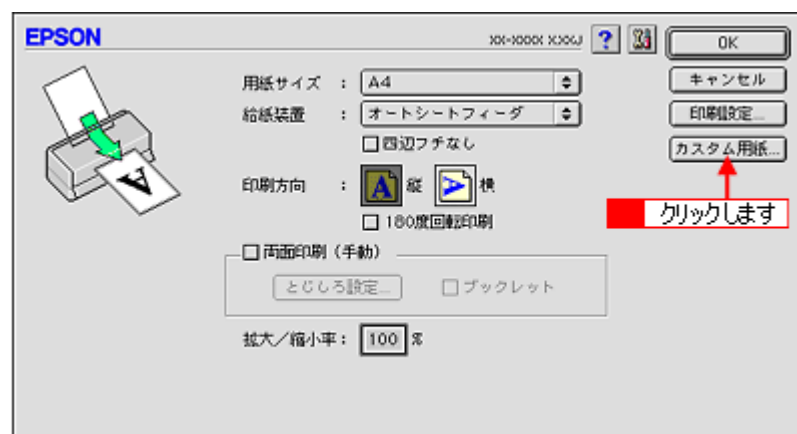 EPSON
XX-XXXX XXXJ
?
OK
用紙サイズ : A4
キャンセル
給紙装置 : オートシートフィーダ
印刷設定...
四辺フチなし
カスタム用紙...
印刷方向 : A 縦 A 横
クリックします
180度回転印刷
両面印刷(手動)
とじしろ設定... ブックレット
拡大/縮小率: 100 %
A